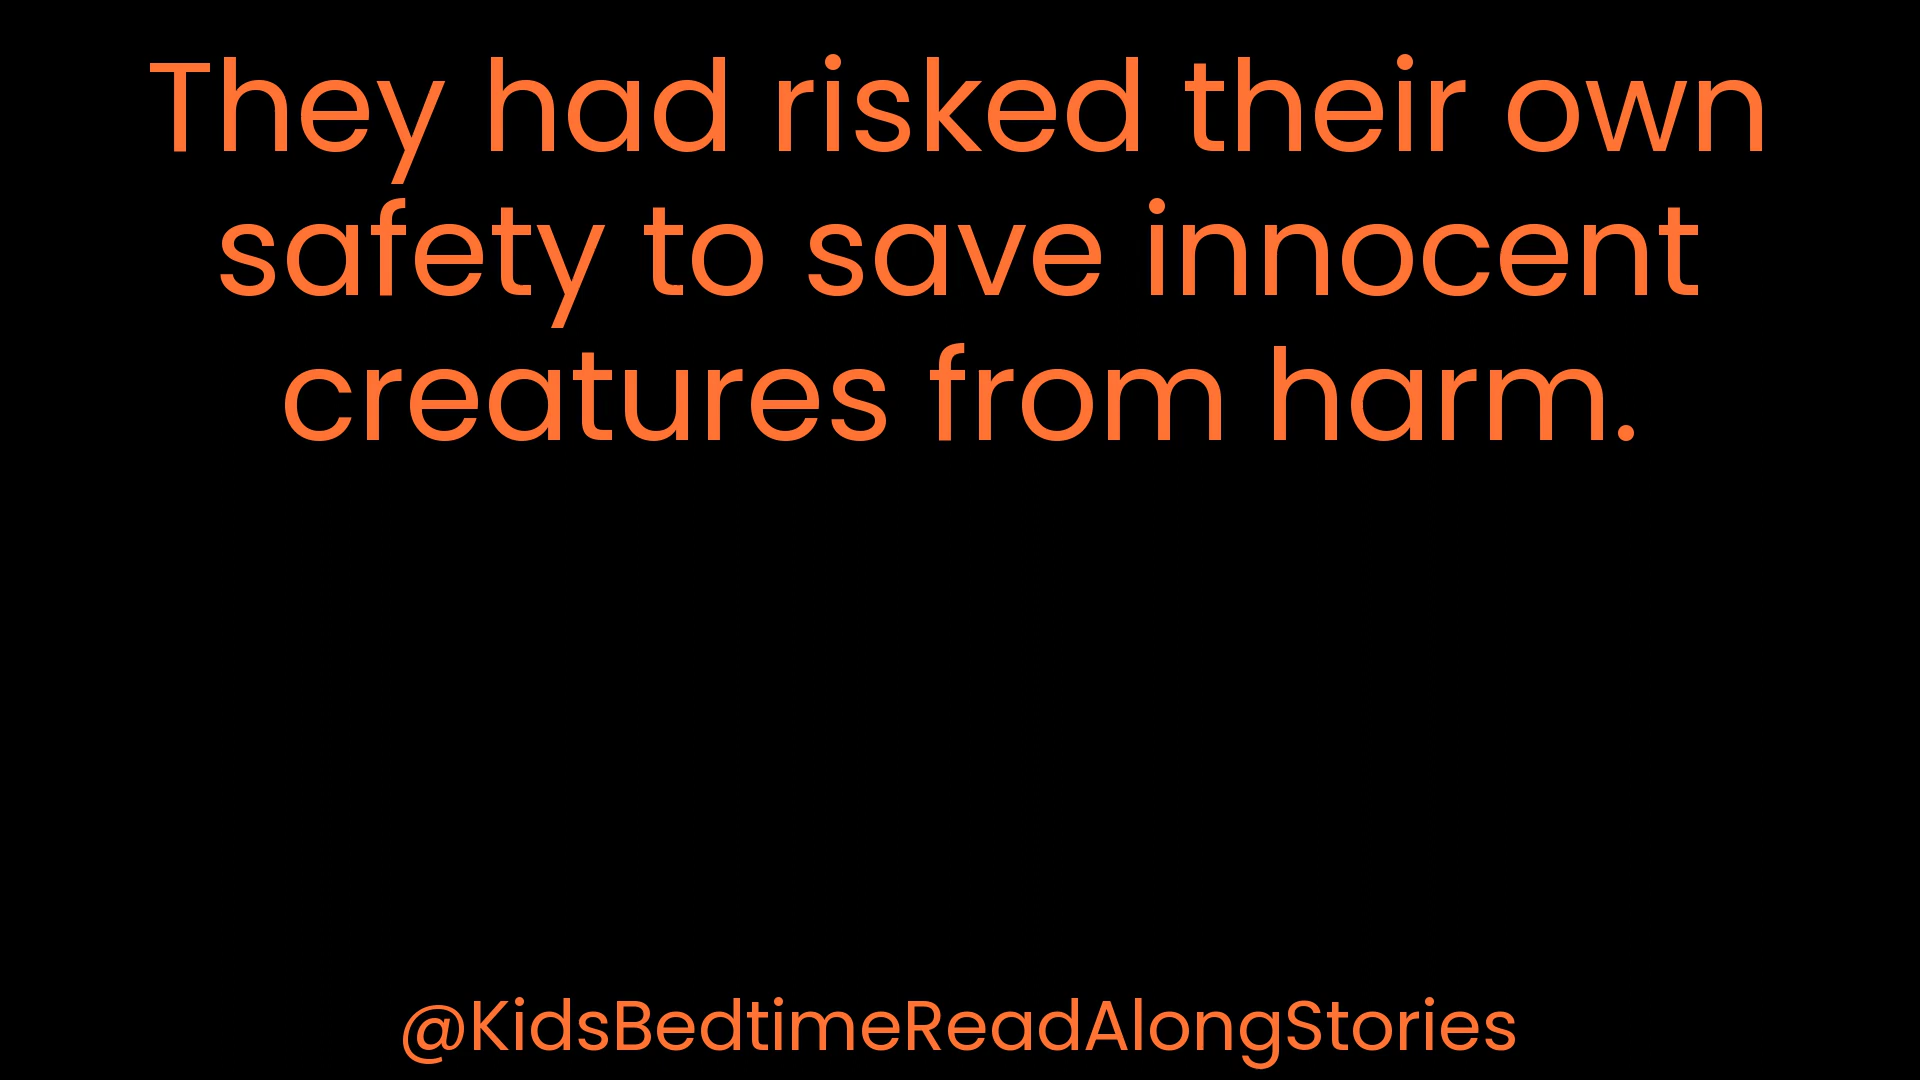 They had risked their own
safety to save innocent
creatures from harm.
@KidsBedtimeReadAlongStories